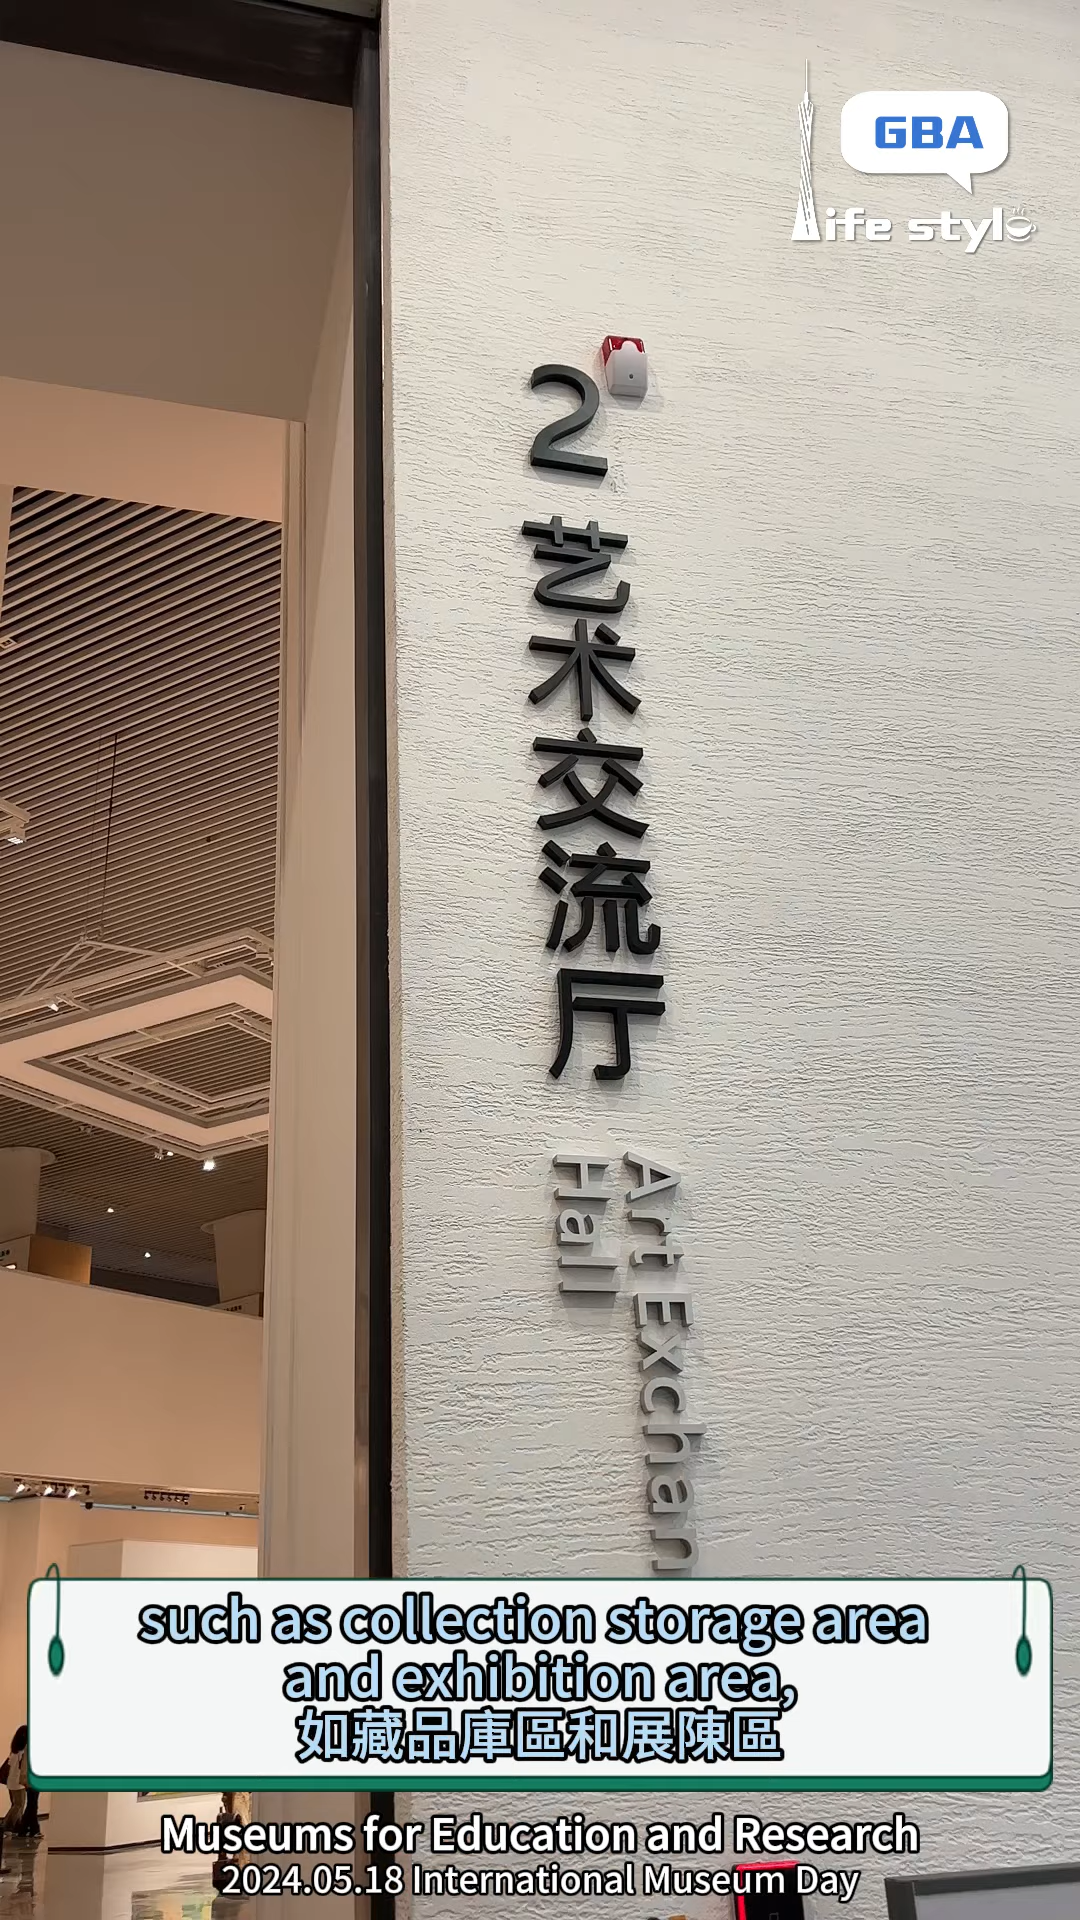 GBA
Life style
2
艺术交流厅
Art Exchan
Hall
such as collection storage area
and exhibition area,
如藏品庫區和展陳區
Museums for Education and Research
2024.05.18 International Museum Day